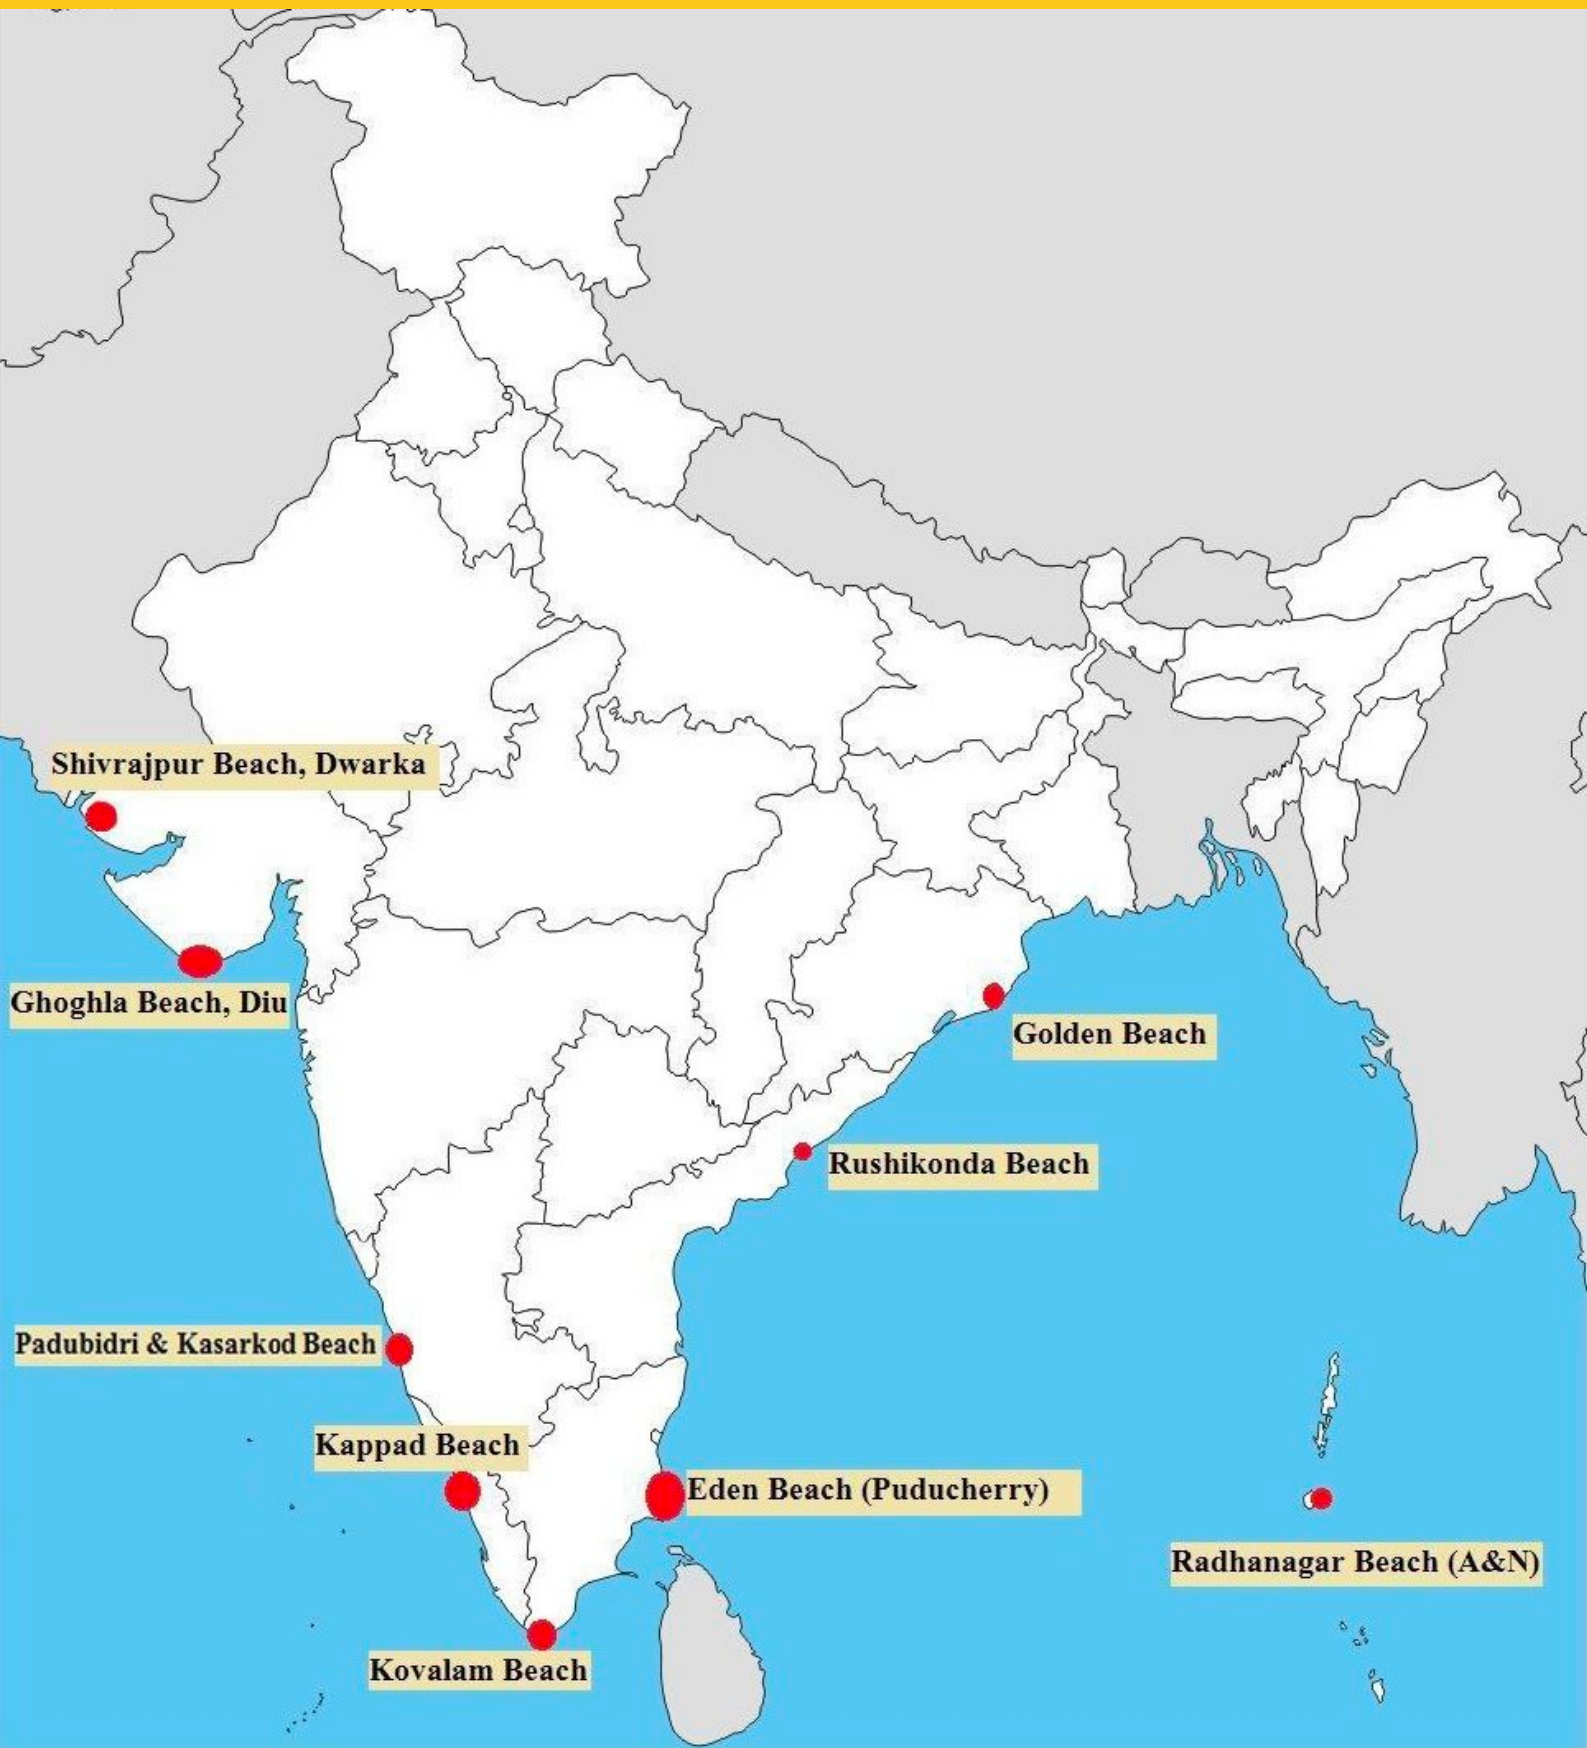 Shivrajpur Beach, Dwarka
Ghoghla Beach, Diu
Golden Beach
Rushikonda Beach
Padubidri & Kasarkod Beach
Kappad Beach
Eden Beach (Puducherry)
Radhanagar Beach (A&N)
Kovalam Beach